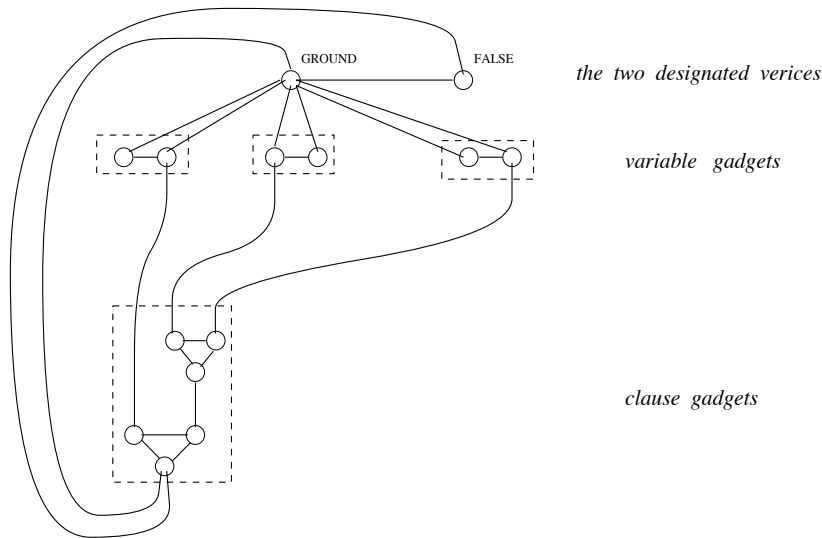 GROUND
FALSE
the two designated verices
variable gadgets
clause gadgets